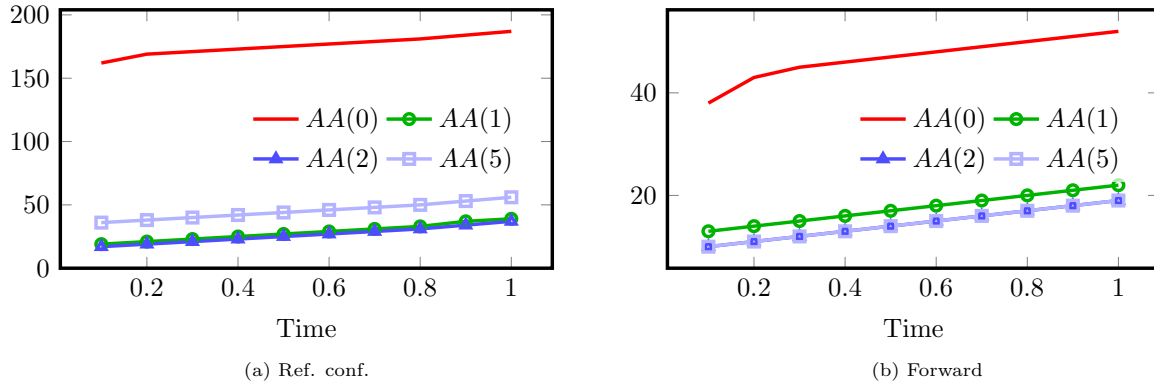 200
150
100
50
0
AA(0) AA(1)
AA(2) AA(5)
0.2 0.4 0.6 0.8 1
Time
(a) Ref. conf.
40
20
AA(0) AA(1)
AA(2) AA(5)
0.2 0.4 0.6 0.8 1
Time
(b) Forward